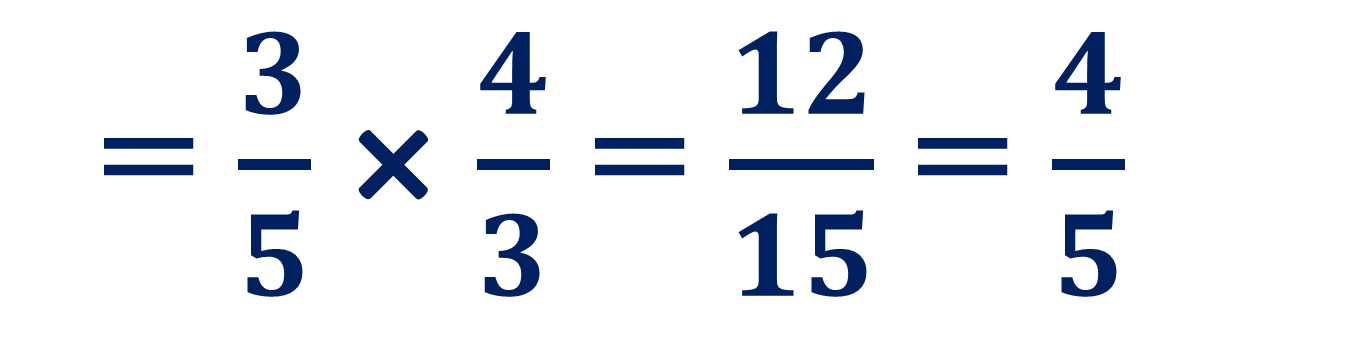 = 3/5 × 4/3 = 12/15 = 4/5